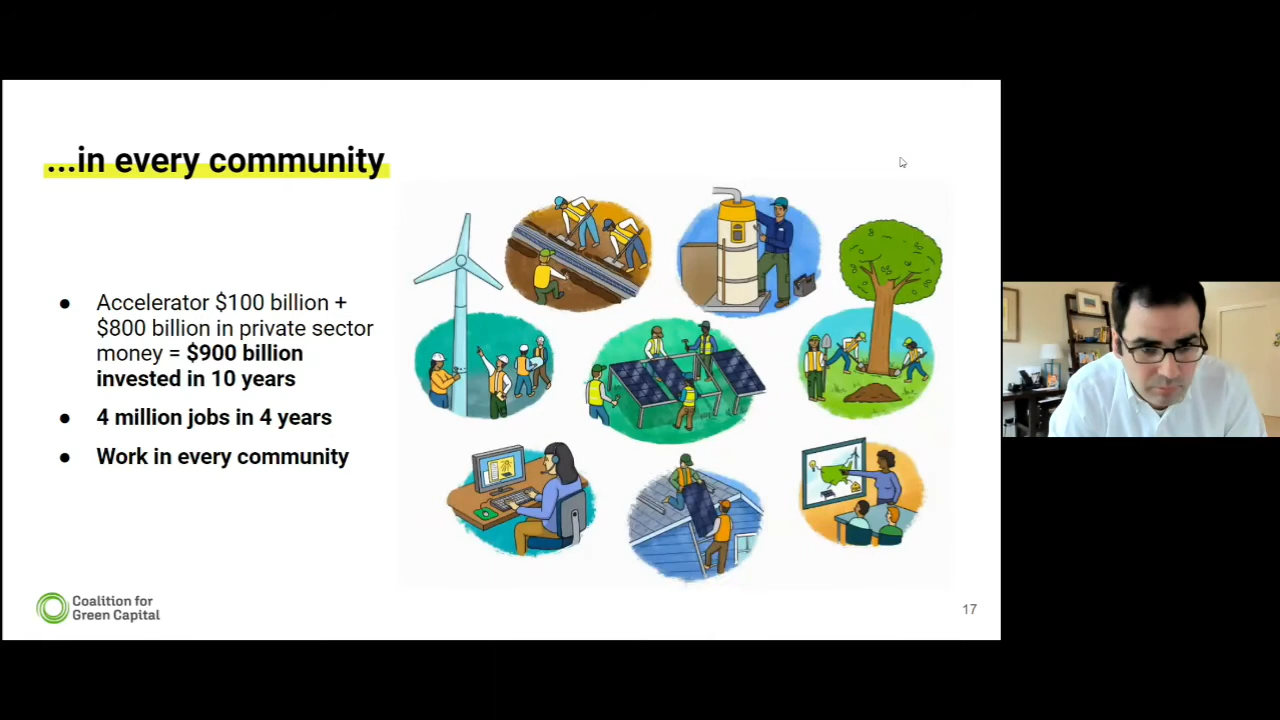 ...in every community
● Accelerator $100 billion +
$800 billion in private sector
money = $900 billion
invested in 10 years
● 4 million jobs in 4 years
● Work in every community
Coalition for
Green Capital
17